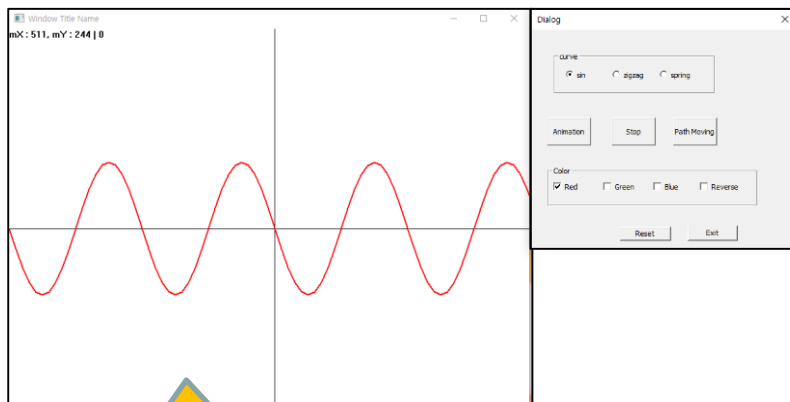 Window Title Name
mX : 511, mY : 244 | 0
Dialog
curve
sin zigzag spring
Animation Stop Path Moving
Color
Red Green Blue Reverse
Reset Exit